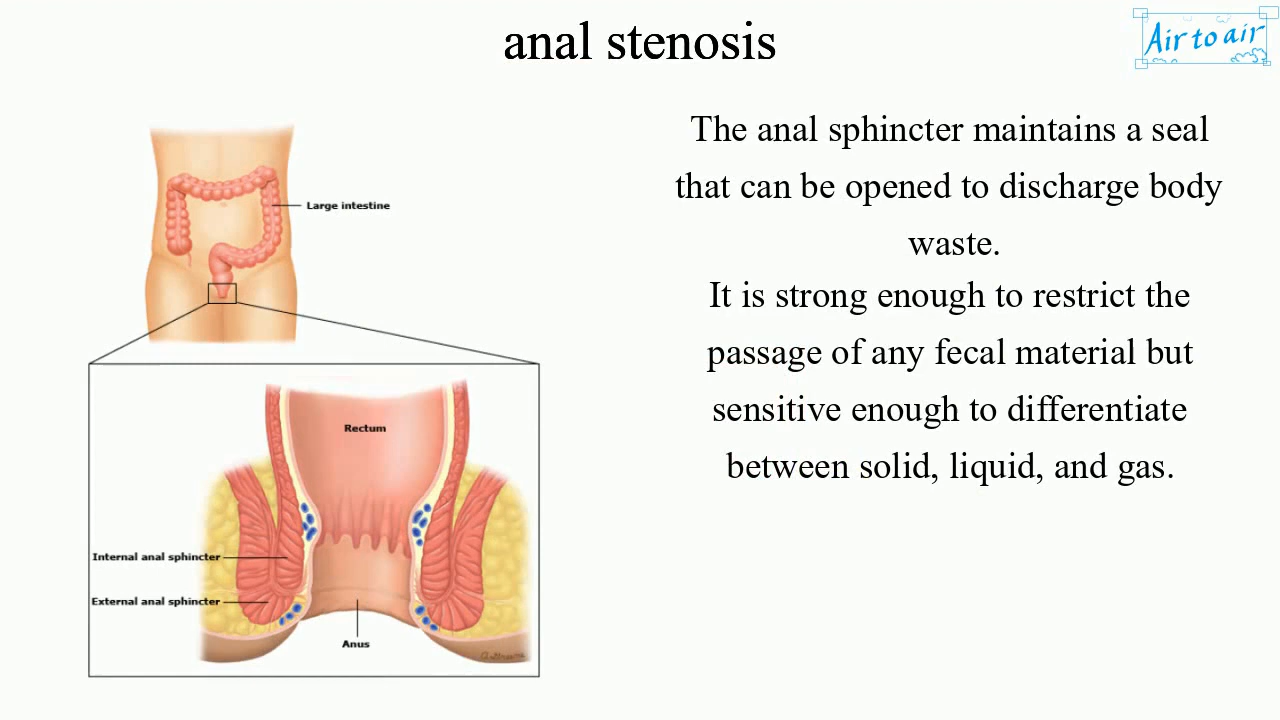 anal stenosis
Air to air
The anal sphincter maintains a seal
that can be opened to discharge body
waste.
It is strong enough to restrict the
passage of any fecal material but
sensitive enough to differentiate
between solid, liquid, and gas.
Large intestine
Rectum
Internal anal sphincter
External anal sphincter
Anus